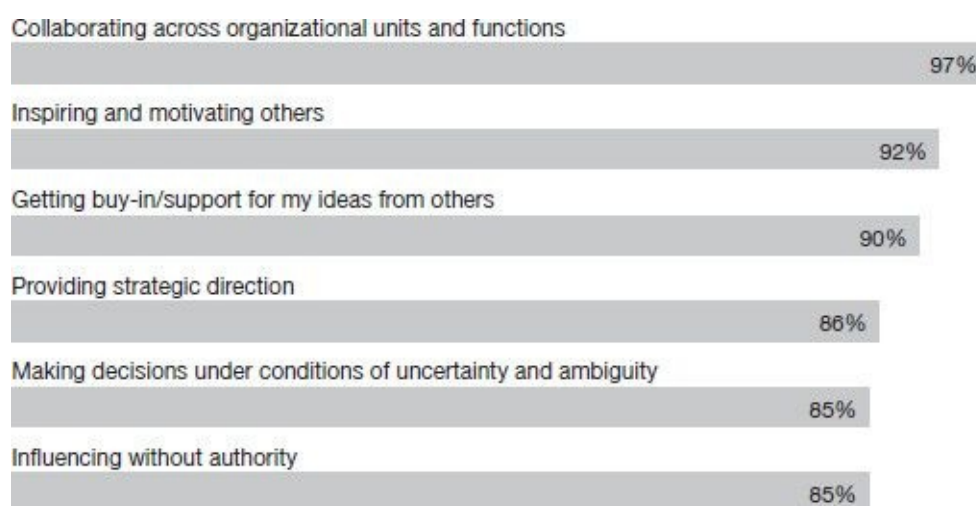 Collaborating across organizational units and functions
97%
Inspiring and motivating others
92%
Getting buy-in/support for my ideas from others
90%
Providing strategic direction
86%
Making decisions under conditions of uncertainty and ambiguity
85%
Influencing without authority
85%